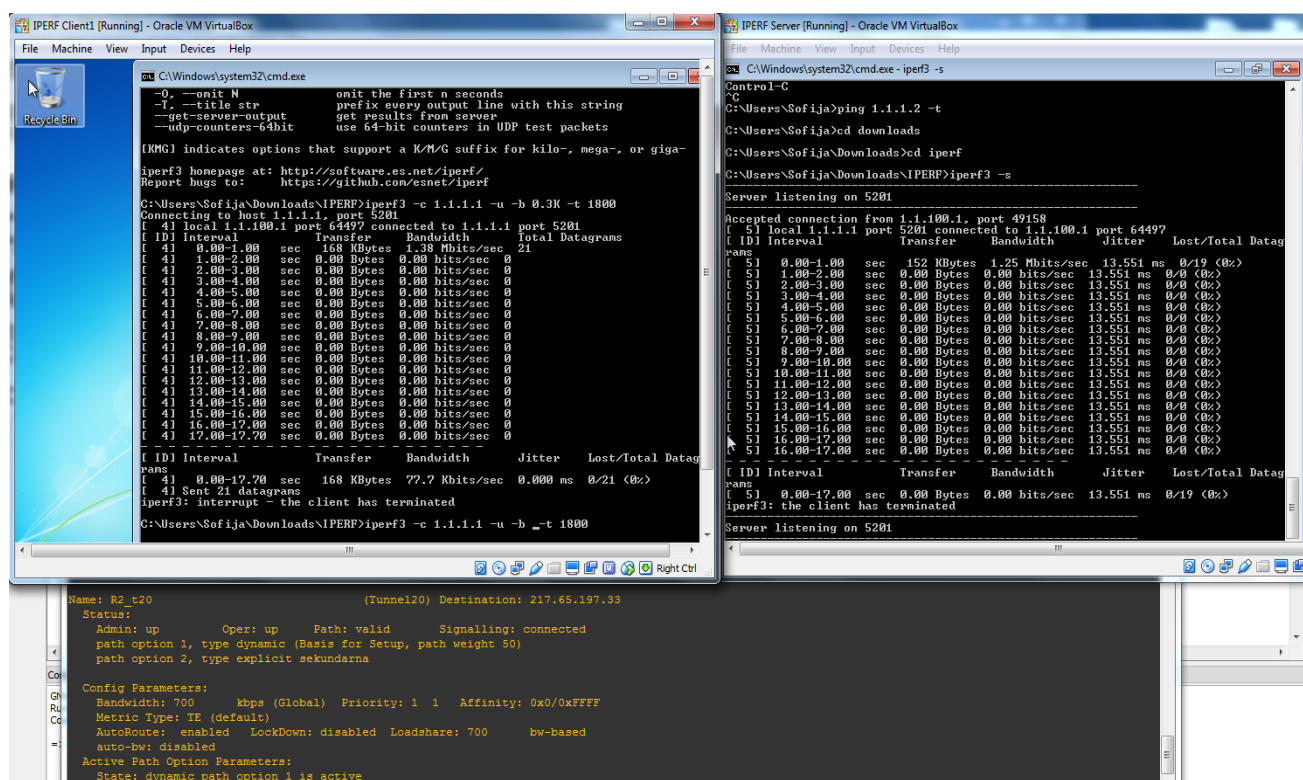 IPERF Client1 [Running] - Oracle VM VirtualBox
File Machine View Input Devices Help
Recycle Bin
C:\Windows\system32\cmd.exe
-O, --omit N omit the first n seconds
-T, --title str prefix every output line with this string
--get-server-output get results from server
--udp-counters-64bit use 64-bit counters in UDP test packets
[KMG] indicates options that support a K/M/G suffix for kilo-, mega-, or giga-
iperf3 homepage at: http://software.es.net/iperf/
Report bugs to: https://github.com/esnet/iperf
C:\Users\Sofija\Downloads\IPERF>iperf3 -c 1.1.1.1 -u -b 0.3K -t 1800
Connecting to host 1.1.1.1, port 5201
[ 4] local 1.1.100.1 port 64497 connected to 1.1.1.1 port 5201
[ ID] Interval Transfer Bandwidth Total Datagrams
[ 4] 0.00-1.00 sec 168 KBytes 1.38 Mbits/sec 21
[ 4] 1.00-2.00 sec 0.00 Bytes 0.00 bits/sec 0
[ 4] 2.00-3.00 sec 0.00 Bytes 0.00 bits/sec 0
[ 4] 3.00-4.00 sec 0.00 Bytes 0.00 bits/sec 0
[ 4] 4.00-5.00 sec 0.00 Bytes 0.00 bits/sec 0
[ 4] 5.00-6.00 sec 0.00 Bytes 0.00 bits/sec 0
[ 4] 6.00-7.00 sec 0.00 Bytes 0.00 bits/sec 0
[ 4] 7.00-8.00 sec 0.00 Bytes 0.00 bits/sec 0
[ 4] 8.00-9.00 sec 0.00 Bytes 0.00 bits/sec 0
[ 4] 9.00-10.00 sec 0.00 Bytes 0.00 bits/sec 0
[ 4] 10.00-11.00 sec 0.00 Bytes 0.00 bits/sec 0
[ 4] 11.00-12.00 sec 0.00 Bytes 0.00 bits/sec 0
[ 4] 12.00-13.00 sec 0.00 Bytes 0.00 bits/sec 0
[ 4] 13.00-14.00 sec 0.00 Bytes 0.00 bits/sec 0
[ 4] 14.00-15.00 sec 0.00 Bytes 0.00 bits/sec 0
[ 4] 15.00-16.00 sec 0.00 Bytes 0.00 bits/sec 0
[ 4] 16.00-17.00 sec 0.00 Bytes 0.00 bits/sec 0
[ 4] 17.00-17.70 sec 0.00 Bytes 0.00 bits/sec 0
- - - - - - - - - - - - - - - - - - - - - - - - -
[ ID] Interval Transfer Bandwidth Jitter Lost/Total Datag
rams
[ 4] 0.00-17.70 sec 168 KBytes 77.7 Kbits/sec 0.000 ms 0/21 (0%)
[ 4] Sent 21 datagrams
iperf3: interrupt - the client has terminated
C:\Users\Sofija\Downloads\IPERF>iperf3 -c 1.1.1.1 -u -b _-t 1800
Right Ctrl
IPERF Server [Running] - Oracle VM VirtualBox
File Machine View Input Devices Help
C:\Windows\system32\cmd.exe - iperf3 -s
Control-C
^C
C:\Users\Sofija>ping 1.1.1.2 -t
C:\Users\Sofija>cd downloads
C:\Users\Sofija\Downloads>cd iperf
C:\Users\Sofija\Downloads\IPERF>iperf3 -s
-----------------------------------------------------------
Server listening on 5201
-----------------------------------------------------------
Accepted connection from 1.1.100.1, port 49158
[ 5] local 1.1.1.1 port 5201 connected to 1.1.100.1 port 64497
[ ID] Interval Transfer Bandwidth Jitter Lost/Total Datag
rams
[ 5] 0.00-1.00 sec 152 KBytes 1.25 Mbits/sec 13.551 ms 0/19 (0%)
[ 5] 1.00-2.00 sec 0.00 Bytes 0.00 bits/sec 13.551 ms 0/0 (0%)
[ 5] 2.00-3.00 sec 0.00 Bytes 0.00 bits/sec 13.551 ms 0/0 (0%)
[ 5] 3.00-4.00 sec 0.00 Bytes 0.00 bits/sec 13.551 ms 0/0 (0%)
[ 5] 4.00-5.00 sec 0.00 Bytes 0.00 bits/sec 13.551 ms 0/0 (0%)
[ 5] 5.00-6.00 sec 0.00 Bytes 0.00 bits/sec 13.551 ms 0/0 (0%)
[ 5] 6.00-7.00 sec 0.00 Bytes 0.00 bits/sec 13.551 ms 0/0 (0%)
[ 5] 7.00-8.00 sec 0.00 Bytes 0.00 bits/sec 13.551 ms 0/0 (0%)
[ 5] 8.00-9.00 sec 0.00 Bytes 0.00 bits/sec 13.551 ms 0/0 (0%)
[ 5] 9.00-10.00 sec 0.00 Bytes 0.00 bits/sec 13.551 ms 0/0 (0%)
[ 5] 10.00-11.00 sec 0.00 Bytes 0.00 bits/sec 13.551 ms 0/0 (0%)
[ 5] 11.00-12.00 sec 0.00 Bytes 0.00 bits/sec 13.551 ms 0/0 (0%)
[ 5] 12.00-13.00 sec 0.00 Bytes 0.00 bits/sec 13.551 ms 0/0 (0%)
[ 5] 13.00-14.00 sec 0.00 Bytes 0.00 bits/sec 13.551 ms 0/0 (0%)
[ 5] 14.00-15.00 sec 0.00 Bytes 0.00 bits/sec 13.551 ms 0/0 (0%)
[ 5] 15.00-16.00 sec 0.00 Bytes 0.00 bits/sec 13.551 ms 0/0 (0%)
[ 5] 16.00-17.00 sec 0.00 Bytes 0.00 bits/sec 13.551 ms 0/0 (0%)
5] 16.00-17.00 sec 0.00 Bytes 0.00 bits/sec 13.551 ms 0/0 (0%)
- - - - - - - - - - - - - - - - - - - - - - - - -
[ ID] Interval Transfer Bandwidth Jitter Lost/Total Datag
rams
[ 5] 0.00-17.00 sec 0.00 Bytes 0.00 bits/sec 13.551 ms 0/19 (0%)
iperf3: the client has terminated
-----------------------------------------------------------
Server listening on 5201
-----------------------------------------------------------
Name: R2_t20 (Tunnel20) Destination: 217.65.197.33
Status:
Admin: up Oper: up Path: valid Signalling: connected
path option 1, type dynamic (Basis for Setup, path weight 50)
path option 2, type explicit sekundarna
Config Parameters:
Bandwidth: 700 kbps (Global) Priority: 1 1 Affinity: 0x0/0xFFFF
Metric Type: TE (default)
AutoRoute: enabled LockDown: disabled Loadshare: 700 bw-based
auto-bw: disabled
Active Path Option Parameters:
State: dynamic path option 1 is active